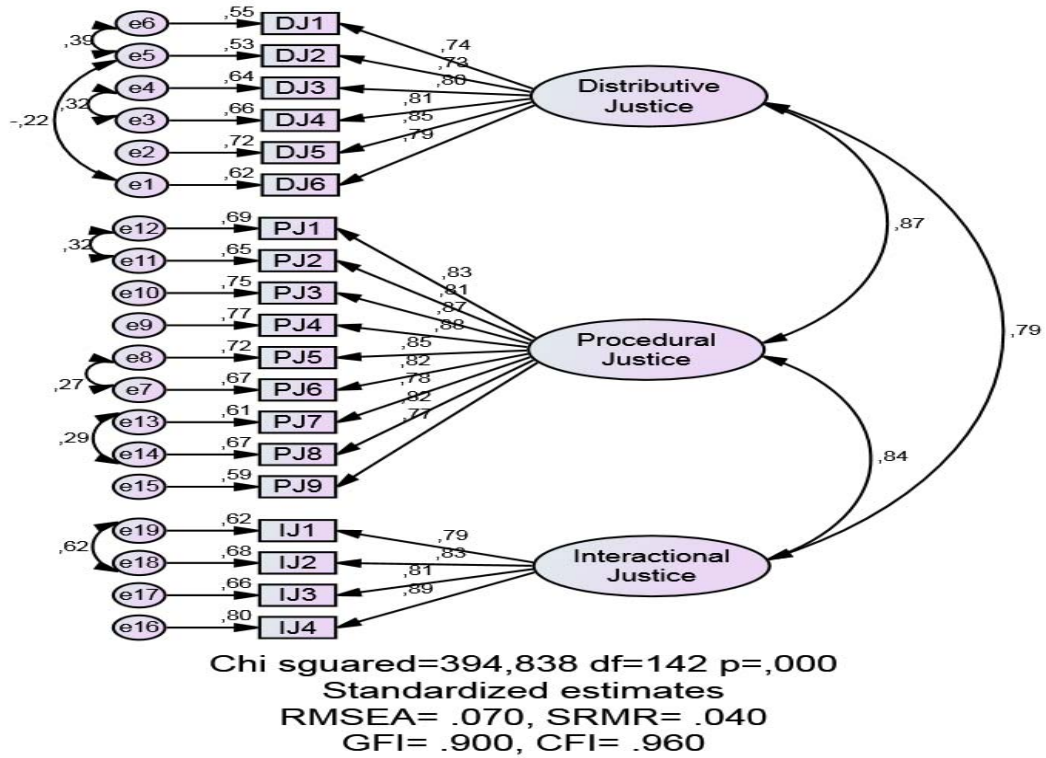 e6 ,55 DJ1
,39
e5 ,53 DJ2
e4 ,64 DJ3
,32
e3 ,66 DJ4
-,22
e2 ,72 DJ5
e1 ,62 DJ6
,74
,73
,80
,81
,85
,79
Distributive
Justice
e12 ,69 PJ1
,32
e11 ,65 PJ2
e10 ,75 PJ3
e9 ,77 PJ4
e8 ,72 PJ5
,27
e7 ,67 PJ6
e13 ,61 PJ7
,29
e14 ,67 PJ8
e15 ,59 PJ9
,83
,81
,87
,88
,85
,82
,78
,82
,77
Procedural
Justice
,87
,79
,84
e19 ,62 IJ1
,62
e18 ,68 IJ2
e17 ,66 IJ3
e16 ,80 IJ4
,79
,83
,81
,89
Interactional
Justice
Chi sguared=394,838 df=142 p=,000
Standardized estimates
RMSEA= .070, SRMR= .040
GFI= .900, CFI= .960